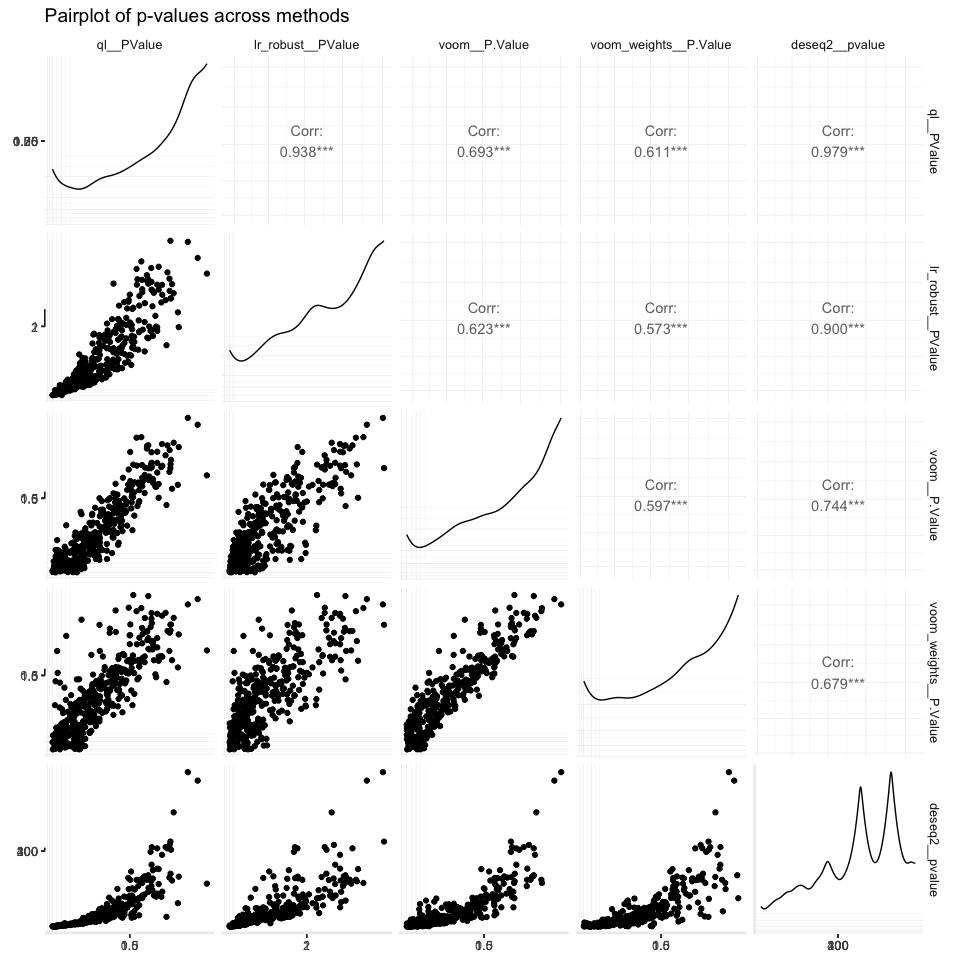 Pairplot of p-values across methods
ql__PValue lr_robust__PValue voom__P.Value voom_weights__P.Value deseq2__pvalue
Corr:
0.938***
Corr:
0.693***
Corr:
0.611***
Corr:
0.979***
ql__PValue
2
Corr:
0.623***
Corr:
0.573***
Corr:
0.900***
lr_robust__PValue
Corr:
0.597***
Corr:
0.744***
voom__P.Value
Corr:
0.679***
voom_weights__P.Value
deseq2__pvalue